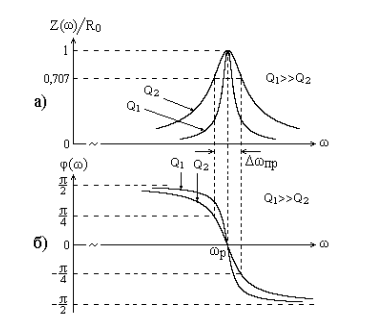 Z(ω)/R₀
1
0,707
Q₂
Q₁>>Q₂
Q₁
а)
0
~
ω
φ(ω)
Δωпр
π/2
Q₁
Q₂
Q₁>>Q₂
π/4
б)
0
~
ωр
ω
-π/4
-π/2